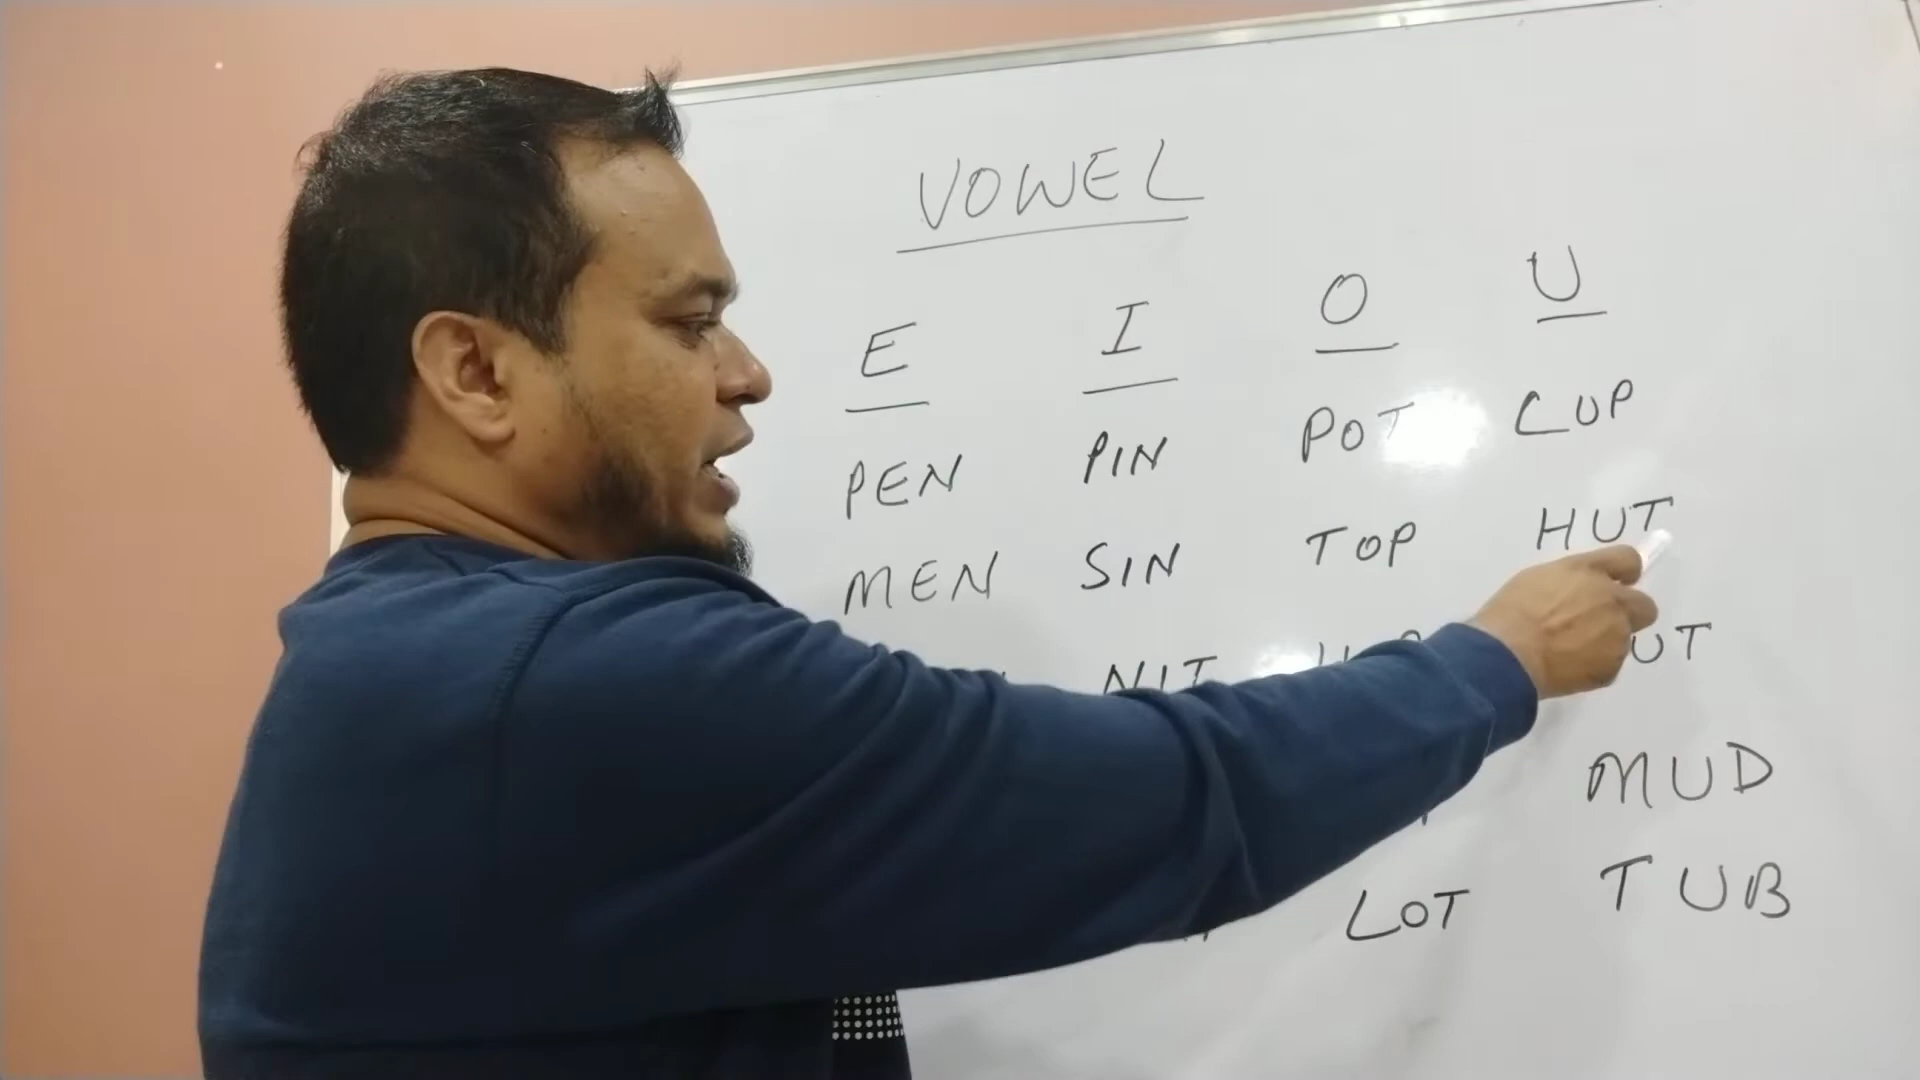 VOWEL
E I O U
PEN PIN POT CUP
MEN SIN TOP HUT
NIT
MUD
LOT TUB